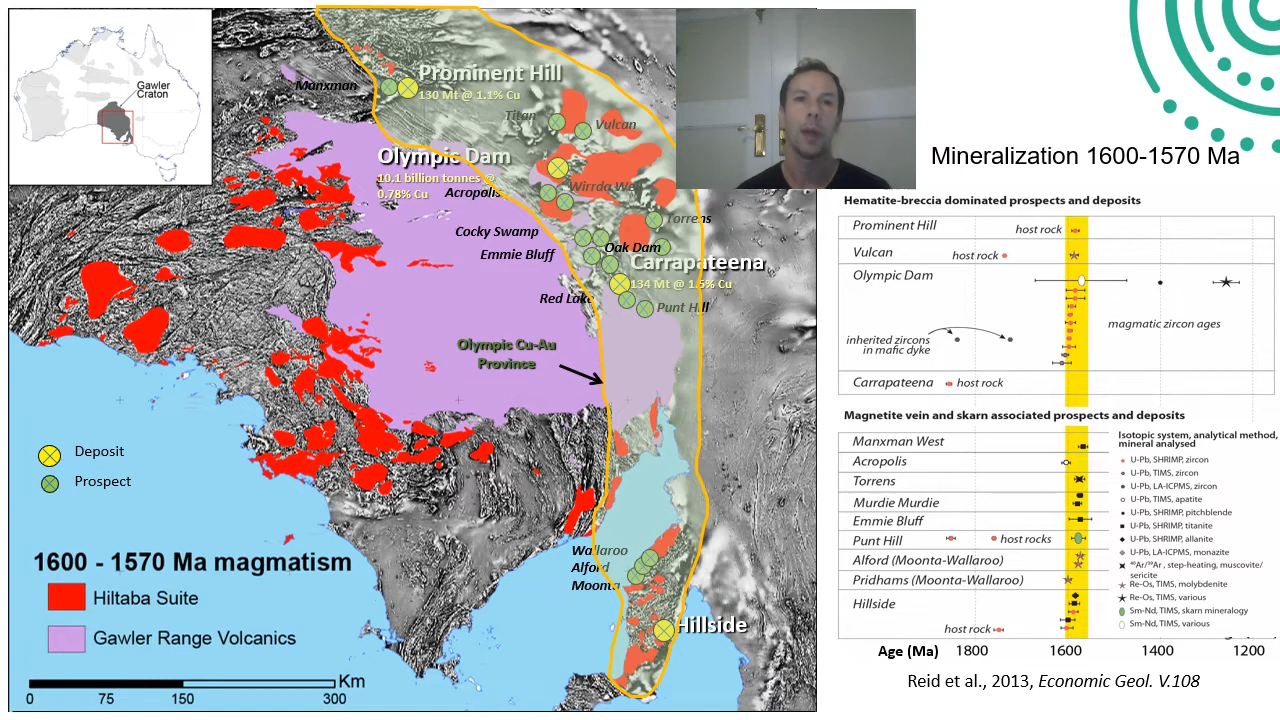 Gawler
Craton
Manxman
Prominent Hill
130 Mt @ 1.1% Cu
Titan
Vulcan
Olympic Dam
10.1 billion tonnes @
0.78% Cu
Acropolis
Wirrda We
Torrens
Cocky Swamp
Oak Dam
Emmie Bluff
Carrapateena
134 Mt @ 1.5% Cu
Red Lake
Punt Hill
Olympic Cu-Au
Province
Deposit
Prospect
1600 - 1570 Ma magmatism
Hiltaba Suite
Gawler Range Volcanics
Wallaroo
Alford
Moonta
Hillside
0 75 150 300 Km
Mineralization 1600-1570 Ma
Hematite-breccia dominated prospects and deposits
Prominent Hill host rock
Vulcan host rock
Olympic Dam
magmatic zircon ages
inherited zircons
in mafic dyke
Carrapateena host rock
Magnetite vein and skarn associated prospects and deposits
Manxman West
Acropolis
Torrens
Murdie Murdie
Emmie Bluff
Punt Hill host rocks
Alford (Moonta-Wallaroo)
Pridhams (Moonta-Wallaroo)
Hillside
host rock
Isotopic system, analytical method,
mineral analysed
U-Pb, SHRIMP, zircon
U-Pb, TIMS, zircon
U-Pb, LA-ICPMS, zircon
U-Pb, TIMS, apatite
U-Pb, SHRIMP, pitchblende
U-Pb, SHRIMP, titanite
U-Pb, SHRIMP, allanite
U-Pb, LA-ICPMS, monazite
⁴⁰Ar/³⁹Ar , step-heating, muscovite/
sericite
Re-Os, TIMS, molybdenite
Re-Os, TIMS, various
Sm-Nd, TIMS, skarn mineralogy
Sm-Nd, TIMS, various
Age (Ma) 1800 1600 1400 1200
Reid et al., 2013, Economic Geol. V.108